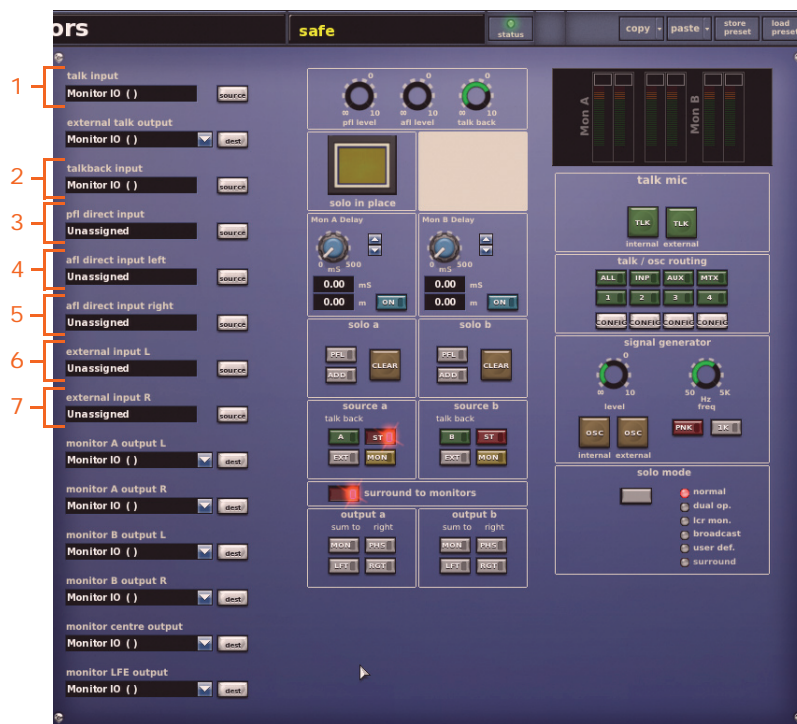 ors
safe
status
copy
paste
store preset
load preset
1
talk input
Monitor IO ( )
source
external talk output
Monitor IO ( )
dest
2
talkback input
Monitor IO ( )
source
3
pfl direct input
Unassigned
source
4
afl direct input left
Unassigned
source
5
afl direct input right
Unassigned
source
6
external input L
Unassigned
source
7
external input R
Unassigned
source
monitor A output L
Monitor IO ( )
dest
monitor A output R
Monitor IO ( )
dest
monitor B output L
Monitor IO ( )
dest
monitor B output R
Monitor IO ( )
dest
monitor centre output
Monitor IO ( )
dest
monitor LFE output
Monitor IO ( )
dest
0 0 0
∞ 10 ∞ 10 ∞ 10
pfl level afl level talk back
solo in place
Mon A Delay
0 500
mS
0.00 mS
0.00 m ON
Mon B Delay
0 500
mS
0.00 mS
0.00 m ON
solo a
PFL
ADD
CLEAR
solo b
PFL
ADD
CLEAR
source a
talk back
A ST
EXT MON
source b
talk back
B ST
EXT MON
surround to monitors
output a
sum to right
MON PHS
LFT RGT
output b
sum to right
MON PHS
LFT RGT
Mon A
Mon B
talk mic
TLK TLK
internal external
talk / osc routing
ALL INP AUX MTX
1 2 3 4
CONFIG CONFIG CONFIG CONFIG
signal generator
0
∞ 10
level
50 5K
Hz
freq
OSC OSC
internal external
PNK 1K
solo mode
normal
dual op.
lcr mon.
broadcast
user def.
surround